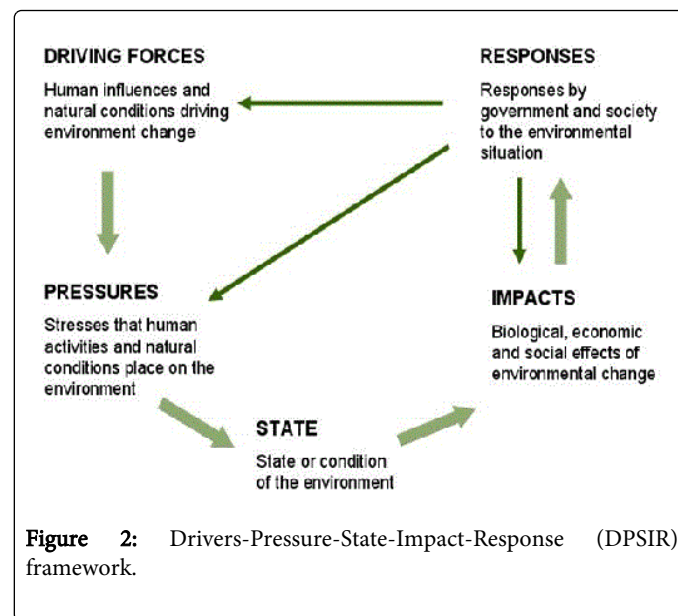 DRIVING FORCES
Human influences and
natural conditions driving
environment change
RESPONSES
Responses by
government and society
to the environmental
situation
PRESSURES
Stresses that human
activities and natural
conditions place on the
environment
IMPACTS
Biological, economic
and social effects of
environmental change
STATE
State or condition
of the environment
Figure 2: Drivers-Pressure-State-Impact-Response (DPSIR)
framework.